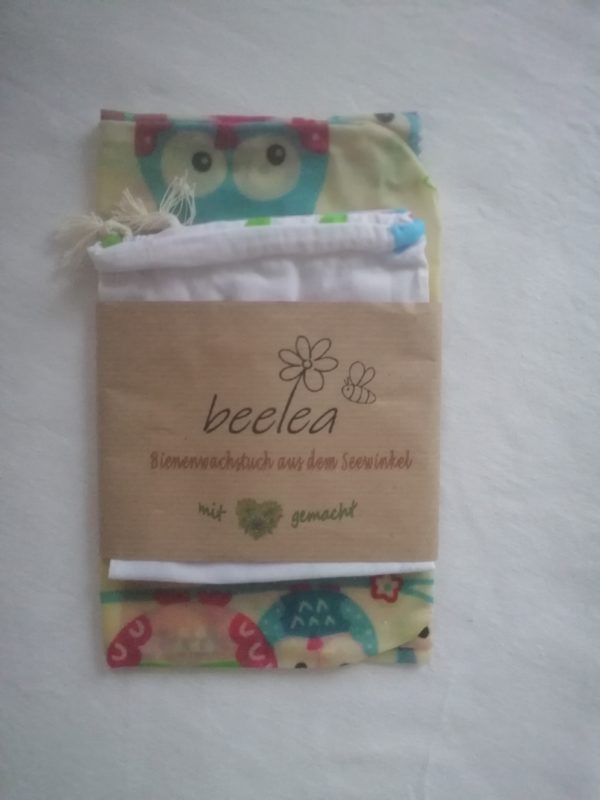 beelea
Bienenwachstuch aus dem Seewinkel
mit gemacht